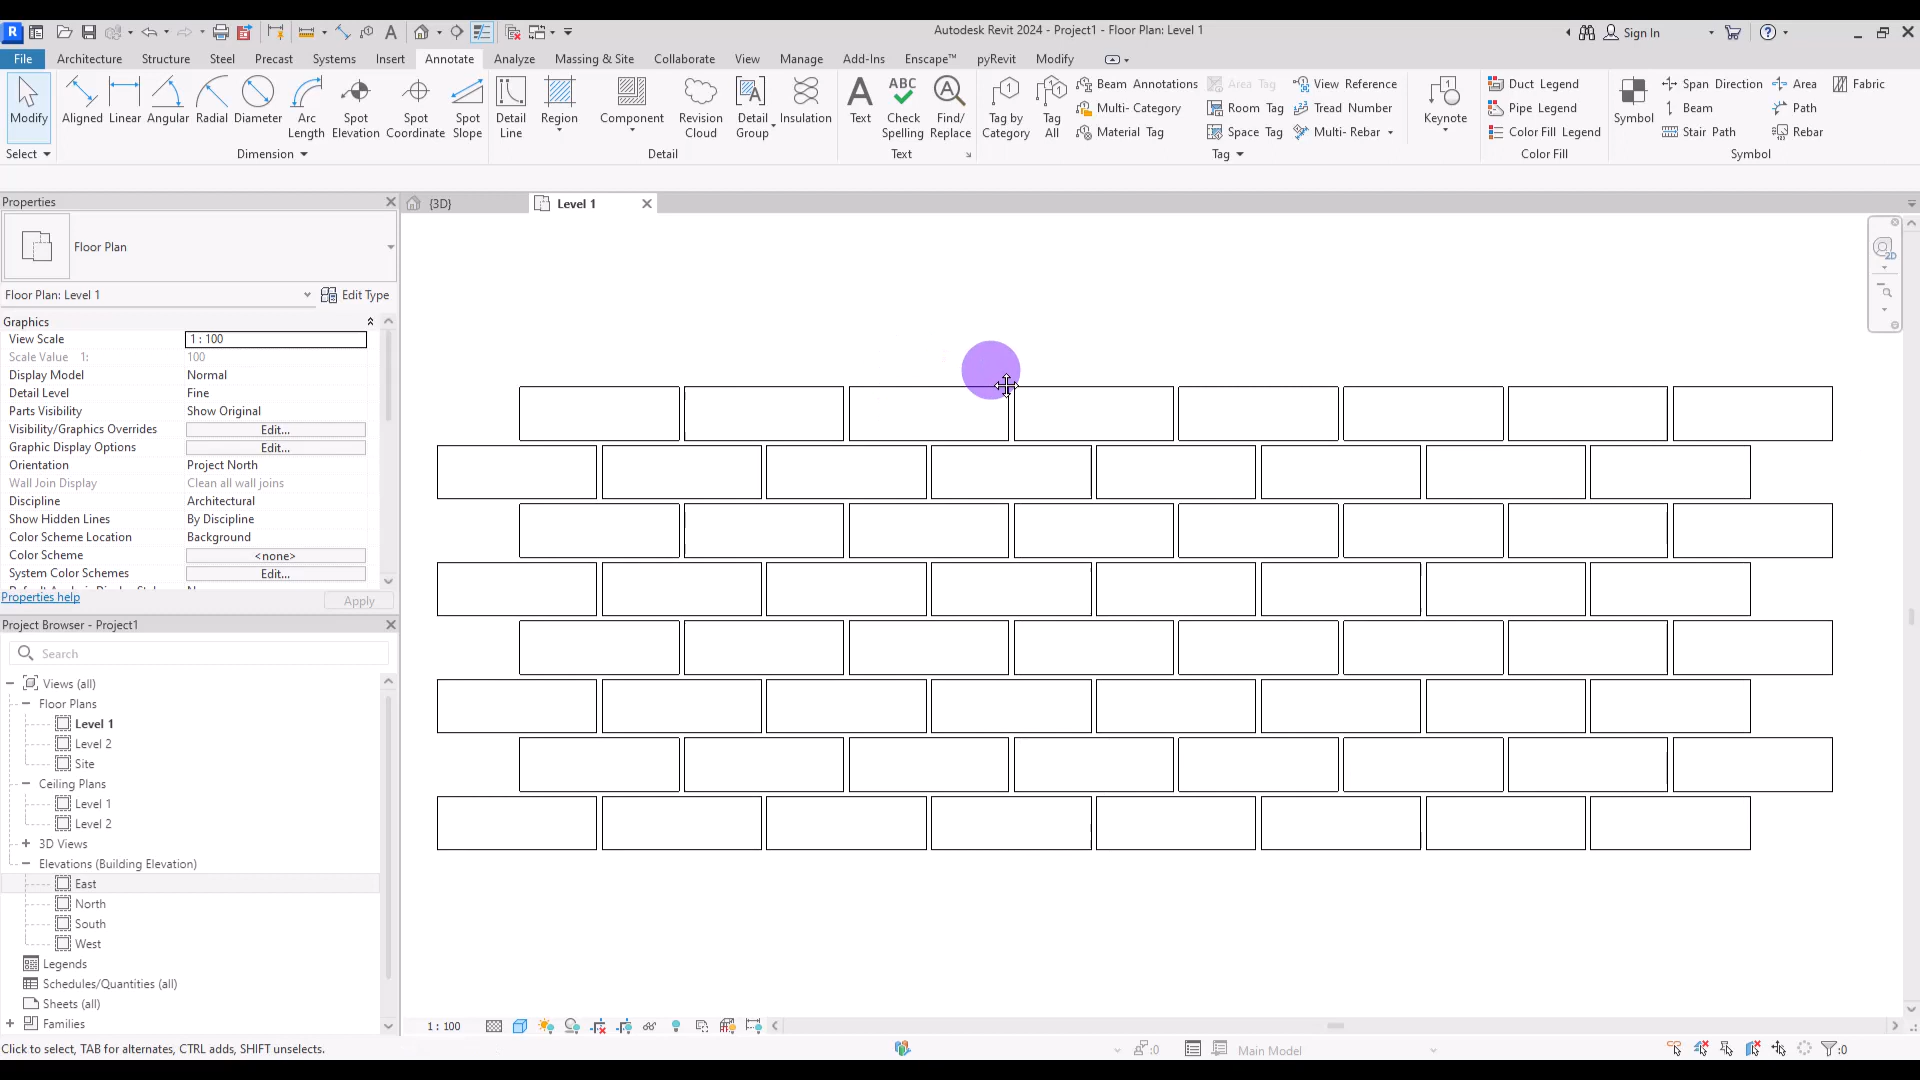 Autodesk Revit 2024 - Project1 - Floor Plan: Level 1
Sign In
File Architecture Structure Steel Precast Systems Insert Annotate Analyze Massing & Site Collaborate View Manage Add-Ins Enscape™ pyRevit Modify
Modify Aligned Linear Angular Radial Diameter Arc Length Spot Elevation Spot Coordinate Spot Slope
Detail Line Region Component Revision Cloud Detail Group Insulation
Text ABC Check Spelling Find/ Replace
Tag by Category Tag All
Beam Annotations Area Tag View Reference
Multi- Category Room Tag Tread Number
Material Tag Space Tag Multi- Rebar
Keynote
Duct Legend
Pipe Legend
Color Fill Legend
Symbol
Span Direction Area Fabric
Beam Path
Stair Path Rebar
Select Dimension Detail Text Tag Color Fill Symbol
Properties
{3D} Level 1
Floor Plan
Floor Plan: Level 1 Edit Type
Graphics
View Scale 1 : 100
Scale Value 1: 100
Display Model Normal
Detail Level Fine
Parts Visibility Show Original
Visibility/Graphics Overrides Edit...
Graphic Display Options Edit...
Orientation Project North
Wall Join Display Clean all wall joins
Discipline Architectural
Show Hidden Lines By Discipline
Color Scheme Location Background
Color Scheme <none>
System Color Schemes Edit...
Properties help Apply
Project Browser - Project1
Search
Views (all)
Floor Plans
Level 1
Level 2
Site
Ceiling Plans
Level 1
Level 2
3D Views
Elevations (Building Elevation)
East
North
South
West
Legends
Schedules/Quantities (all)
Sheets (all)
Families
2D
1 : 100
Click to select, TAB for alternates, CTRL adds, SHIFT unselects.
:0
Main Model
:0